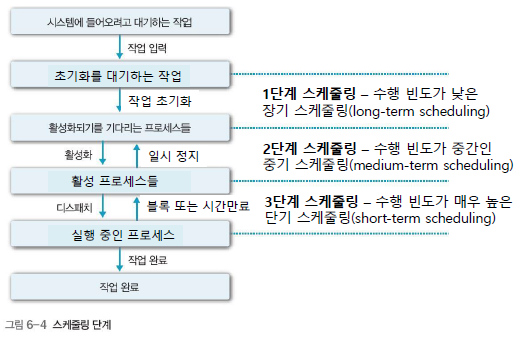 시스템에 들어오려고 대기하는 작업
작업 입력
초기화를 대기하는 작업
작업 초기화
활성화되기를 기다리는 프로세스들
활성화
일시 정지
활성 프로세스들
디스패치
블록 또는 시간만료
실행 중인 프로세스
작업 완료
작업 완료
1단계 스케줄링 – 수행 빈도가 낮은
장기 스케줄링(long-term scheduling)
2단계 스케줄링 – 수행 빈도가 중간인
중기 스케줄링(medium-term scheduling)
3단계 스케줄링 – 수행 빈도가 매우 높은
단기 스케줄링(short-term scheduling)
그림 6-4 스케줄링 단계